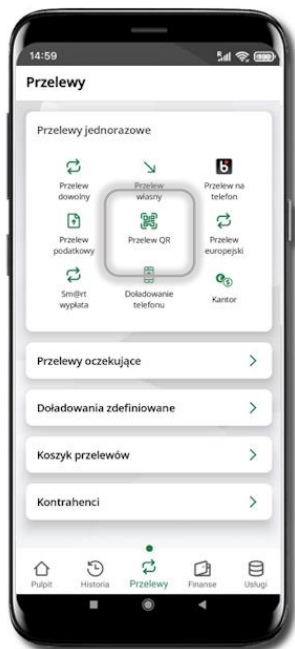 14:59
Przelewy
Przelewy jednorazowe
Przelew
dowolny
Przelew
własny
Przelew na
telefon
Przelew
podatkowy
Przelew QR
Przelew
europejski
Sm@rt
wypłata
Doładowanie
telefonu
Kantor
Przelewy oczekujące
Doładowania zdefiniowane
Koszyk przelewów
Kontrahenci
Pulpit
Historia
Przelewy
Finanse
Usługi